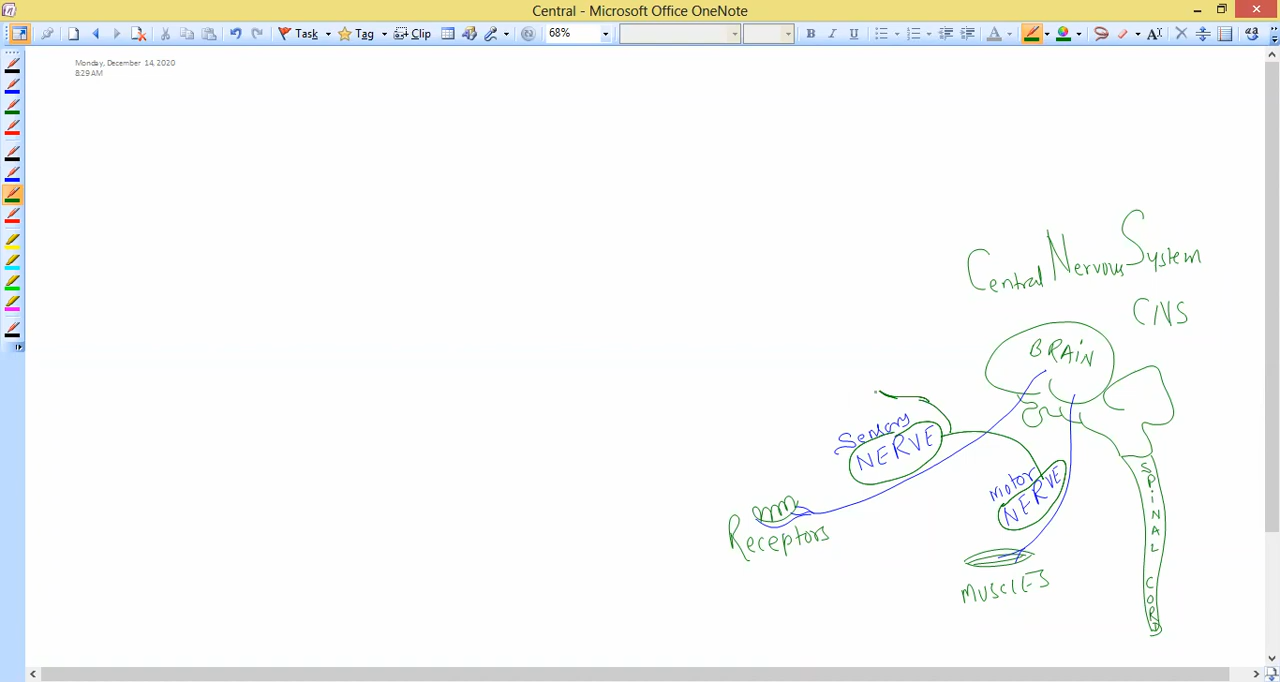 Central - Microsoft Office OneNote
Task Tag Clip 68% B I U
Monday, December 14, 2020
8:29 AM
Central Nervous System
CNS
BRAIN
Sensory
NERVE
Motor
NERVE
Receptors
MUSCLES
SPINAL CORD